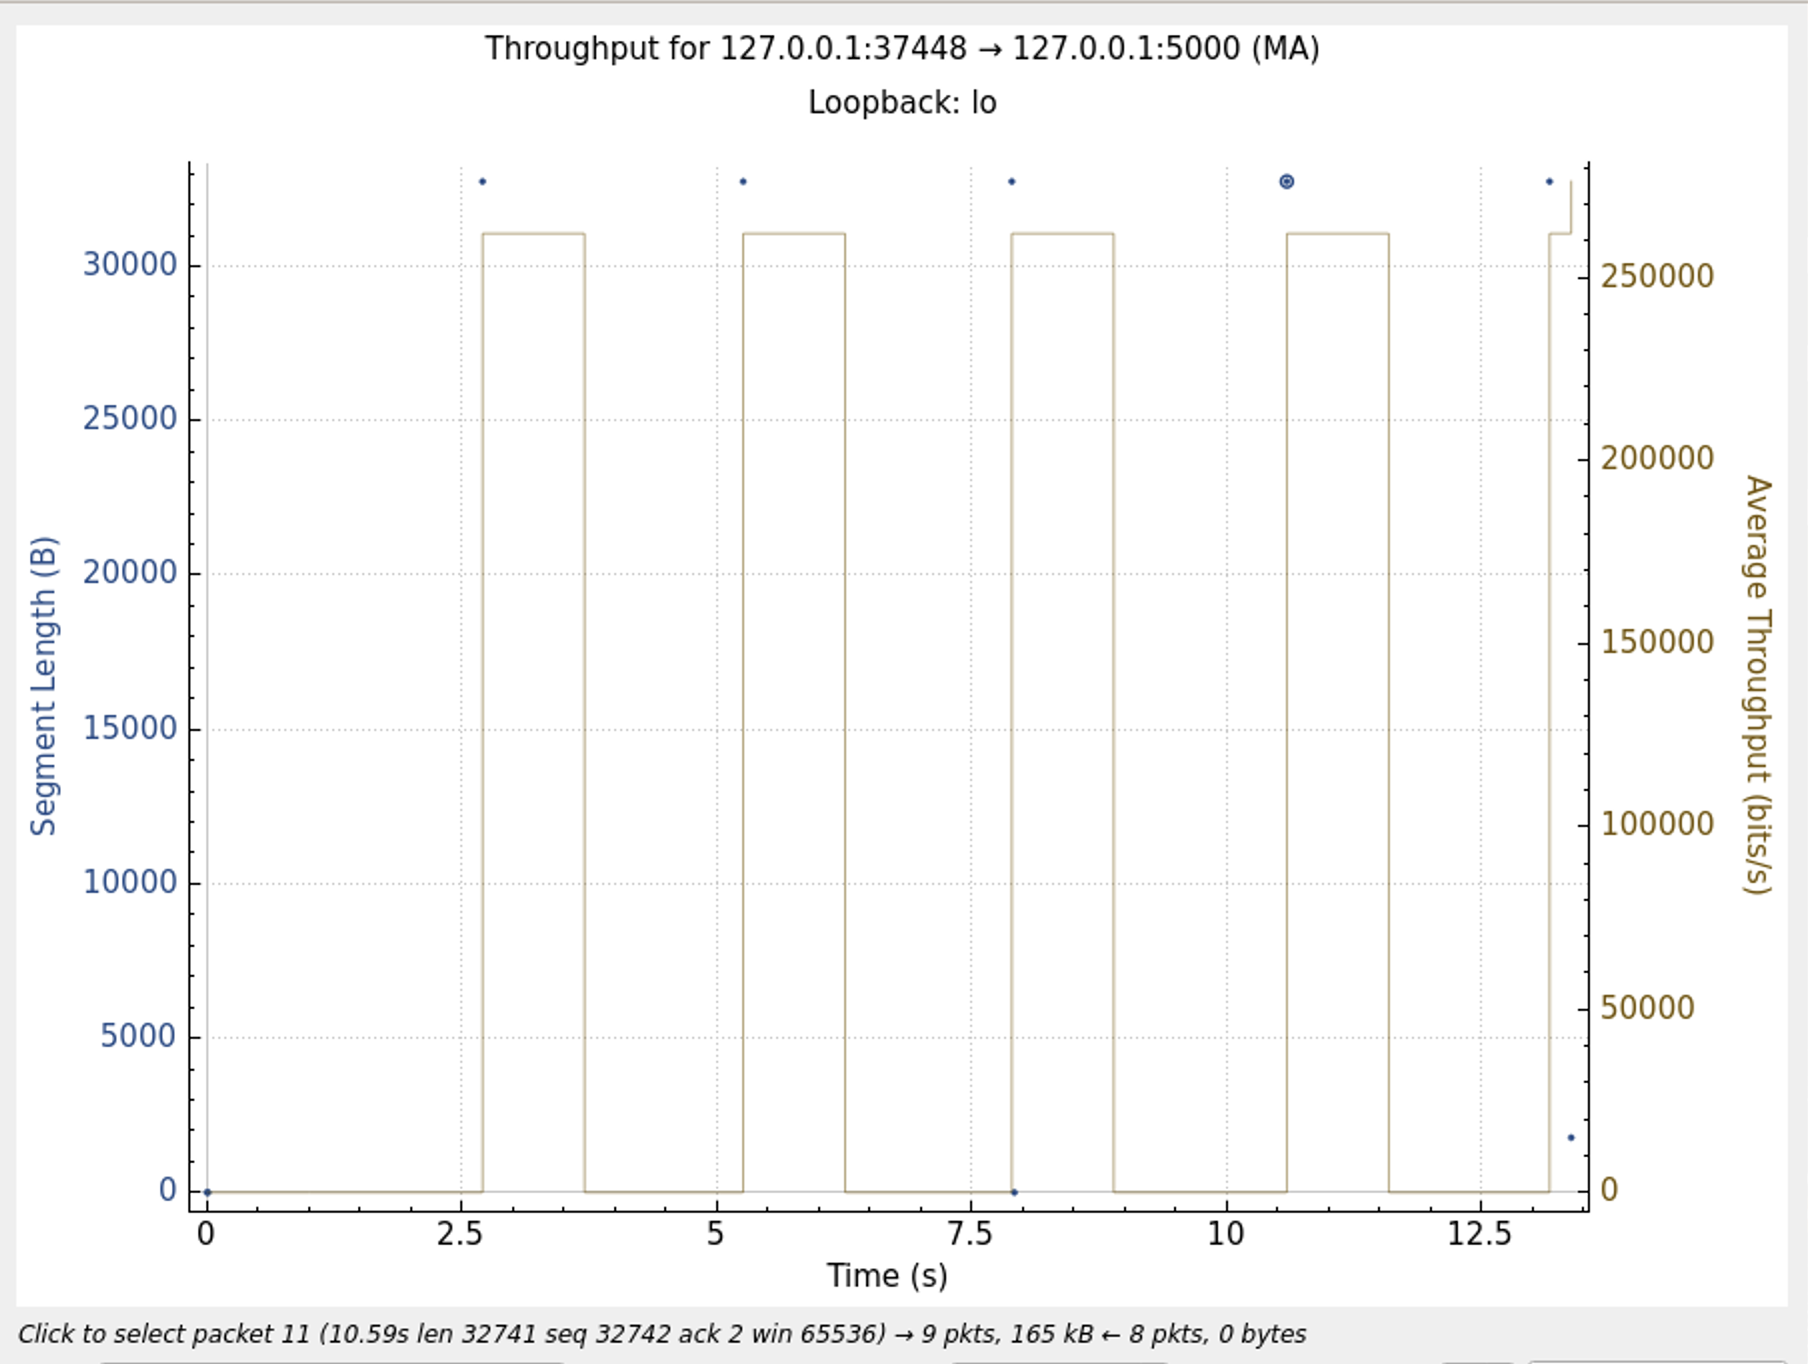 Throughput for 127.0.0.1:37448 → 127.0.0.1:5000 (MA)
Loopback: lo
Segment Length (B)
30000
25000
20000
15000
10000
5000
0
250000
200000
150000
100000
50000
0
Average Throughput (bits/s)
0 2.5 5 7.5 10 12.5
Time (s)
Click to select packet 11 (10.59s len 32741 seq 32742 ack 2 win 65536) → 9 pkts, 165 kB ← 8 pkts, 0 bytes